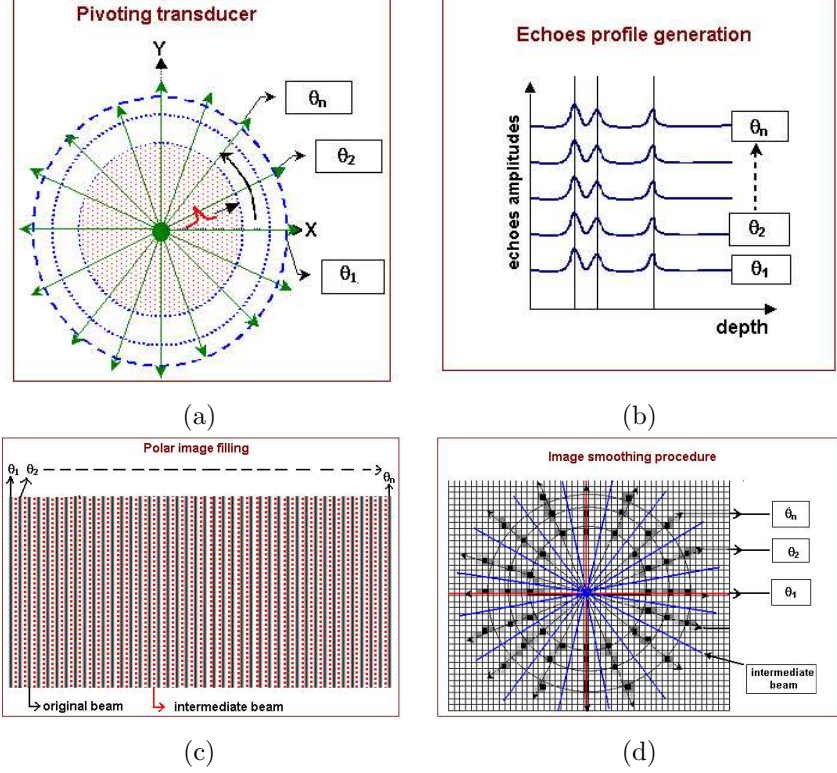 Pivoting transducer
Y
θn
θ2
X
θ1
(a)
Echoes profile generation
echoes amplitudes
θn
θ2
θ1
depth
(b)
Polar image filling
θ1 θ2 θn
original beam intermediate beam
(c)
Image smoothing procedure
θn
θ2
θ1
intermediate
beam
(d)